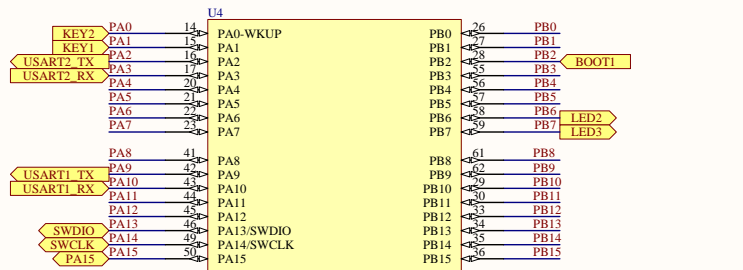 U4
KEY2 PA0 14 PA0-WKUP PB0 26 PB0
KEY1 PA1 15 PA1 PB1 27 PB1
USART2_TX PA2 16 PA2 PB2 28 PB2 BOOT1
USART2_RX PA3 17 PA3 PB3 55 PB3
PA4 20 PA4 PB4 56 PB4
PA5 21 PA5 PB5 57 PB5
PA6 22 PA6 PB6 58 PB6 LED2
PA7 23 PA7 PB7 59 PB7 LED3
PA8 41 PA8 PB8 61 PB8
USART1_TX PA9 42 PA9 PB9 62 PB9
USART1_RX PA10 43 PA10 PB10 29 PB10
PA11 44 PA11 PB11 30 PB11
PA12 45 PA12 PB12 33 PB12
SWDIO PA13 46 PA13/SWDIO PB13 34 PB13
SWCLK PA14 49 PA14/SWCLK PB14 35 PB14
PA15 PA15 50 PA15 PB15 36 PB15